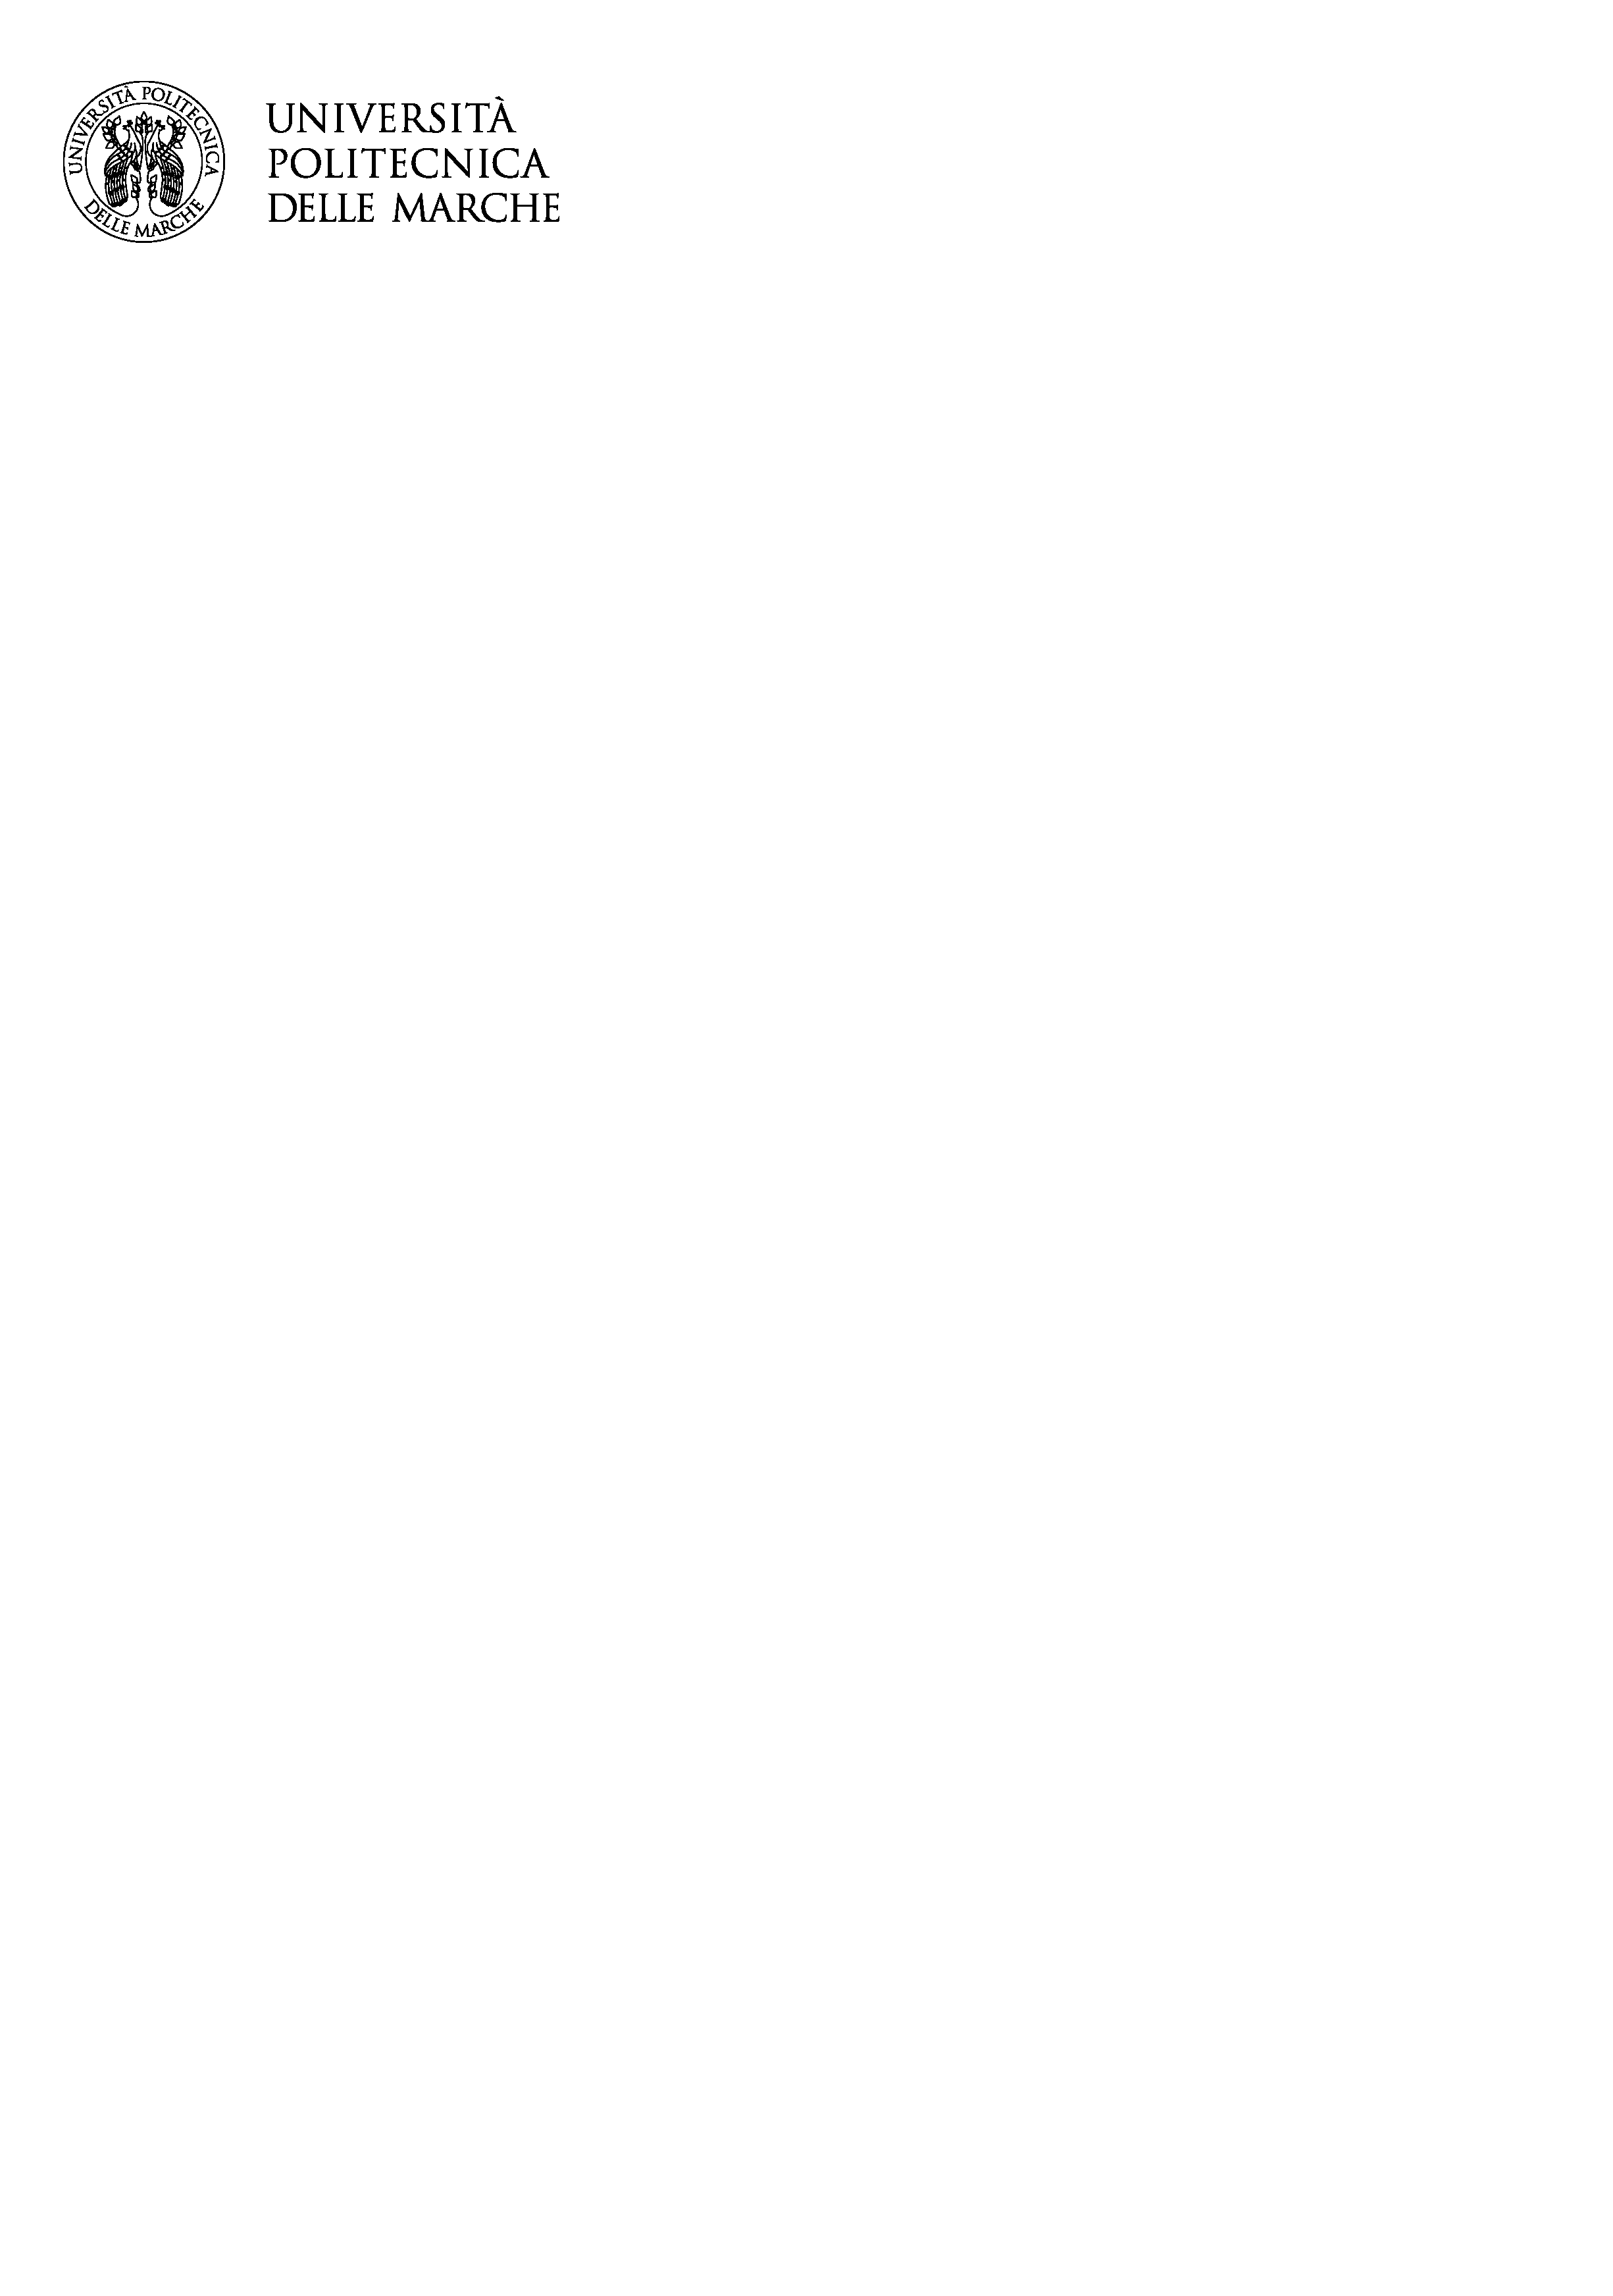 UNIVERSITÀ POLITECNICA
DELLE MARCHE
UNIVERSITÀ
POLITECNICA
DELLE MARCHE